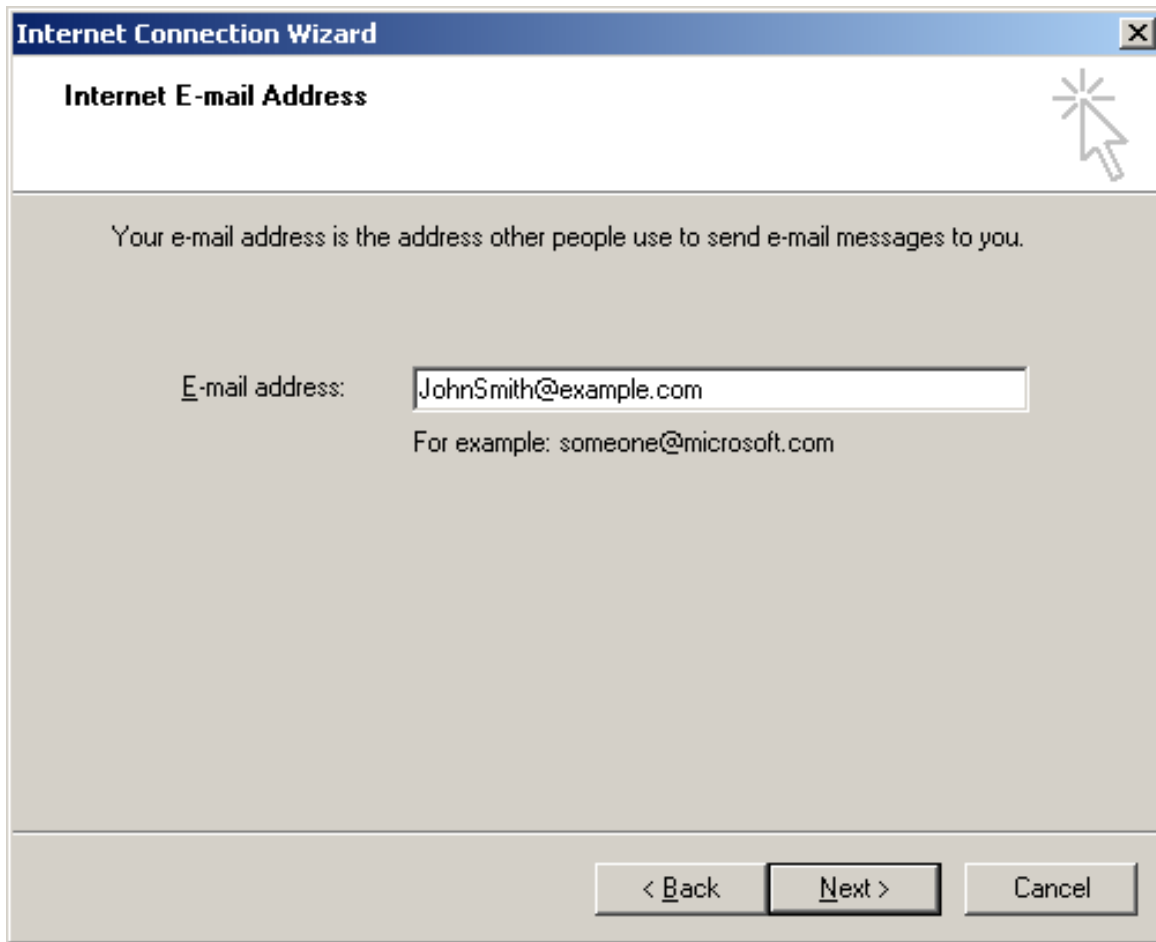 Internet Connection Wizard
Internet E-mail Address
Your e-mail address is the address other people use to send e-mail messages to you.
E-mail address: JohnSmith@example.com
For example: someone@microsoft.com
< Back Next > Cancel